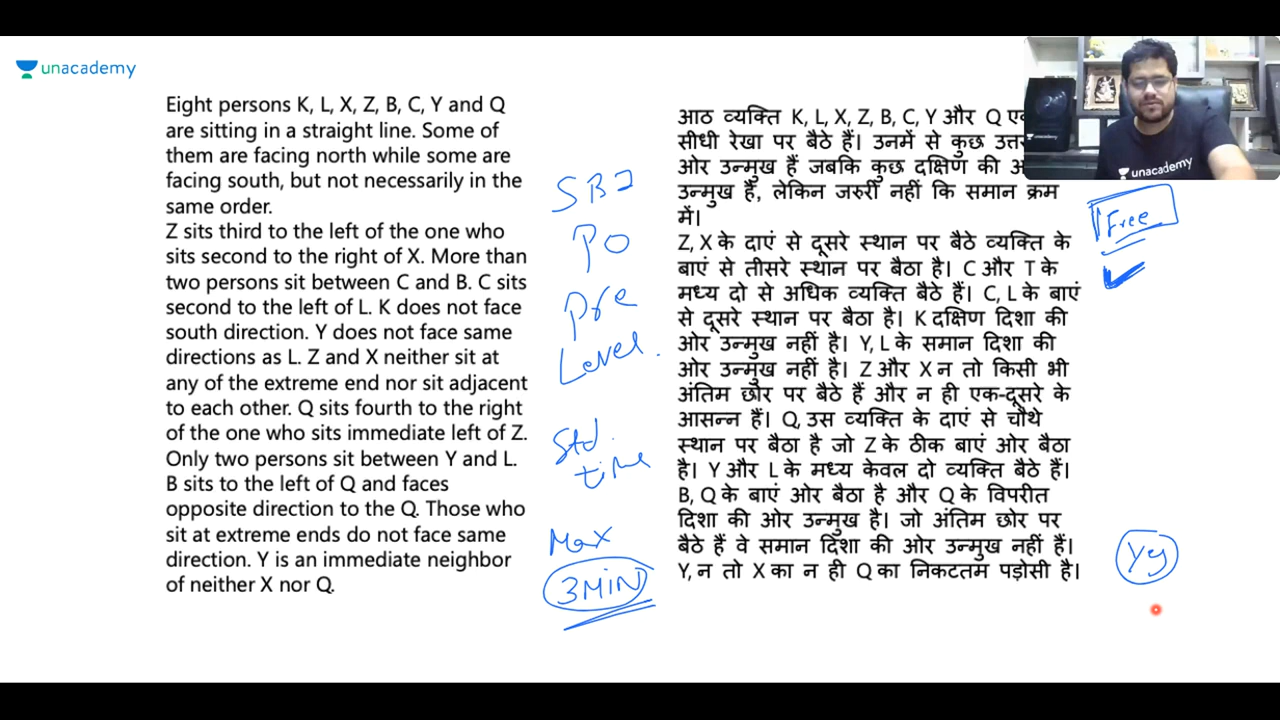 unacademy
Eight persons K, L, X, Z, B, C, Y and Q
are sitting in a straight line. Some of
them are facing north while some are
facing south, but not necessarily in the
same order.
Z sits third to the left of the one who
sits second to the right of X. More than
two persons sit between C and B. C sits
second to the left of L. K does not face
south direction. Y does not face same
directions as L. Z and X neither sit at
any of the extreme end nor sit adjacent
to each other. Q sits fourth to the right
of the one who sits immediate left of Z.
Only two persons sit between Y and L.
B sits to the left of Q and faces
opposite direction to the Q. Those who
sit at extreme ends do not face same
direction. Y is an immediate neighbor
of neither X nor Q.
SBI
PO
Pre
Level.
Std.
time
Max
3MIN
आठ व्यक्ति K, L, X, Z, B, C, Y और Q
सीधी रेखा पर बैठे हैं। उनमें से कुछ
ओर उन्मुख हैं जबकि कुछ दक्षिण की
उन्मुख हैं, लेकिन जरुरी नहीं कि समान क्रम
में।
Z, X के दाएं से दूसरे स्थान पर बैठे व्यक्ति के
बाएं से तीसरे स्थान पर बैठा है। C और T के
मध्य दो से अधिक व्यक्ति बैठे हैं। C, L के बाएं
से दूसरे स्थान पर बैठा है। K दक्षिण दिशा की
ओर उन्मुख नहीं है। Y, L के समान दिशा की
ओर उन्मुख नहीं है। Z और X न तो किसी भी
अंतिम छोर पर बैठे हैं और न ही एक-दूसरे के
आसन्न हैं। Q, उस व्यक्ति के दाएं से चौथे
स्थान पर बैठा है जो Z के ठीक बाएं ओर बैठा
है। Y और L के मध्य केवल दो व्यक्ति बैठे हैं।
B, Q के बाएं ओर बैठा है और Q के विपरीत
दिशा की ओर उन्मुख है। जो अंतिम छोर पर
बैठे हैं वे समान दिशा की ओर उन्मुख नहीं हैं।
Y, न तो X का न ही Q का निकटतम पड़ोसी है।
unacademy
Free